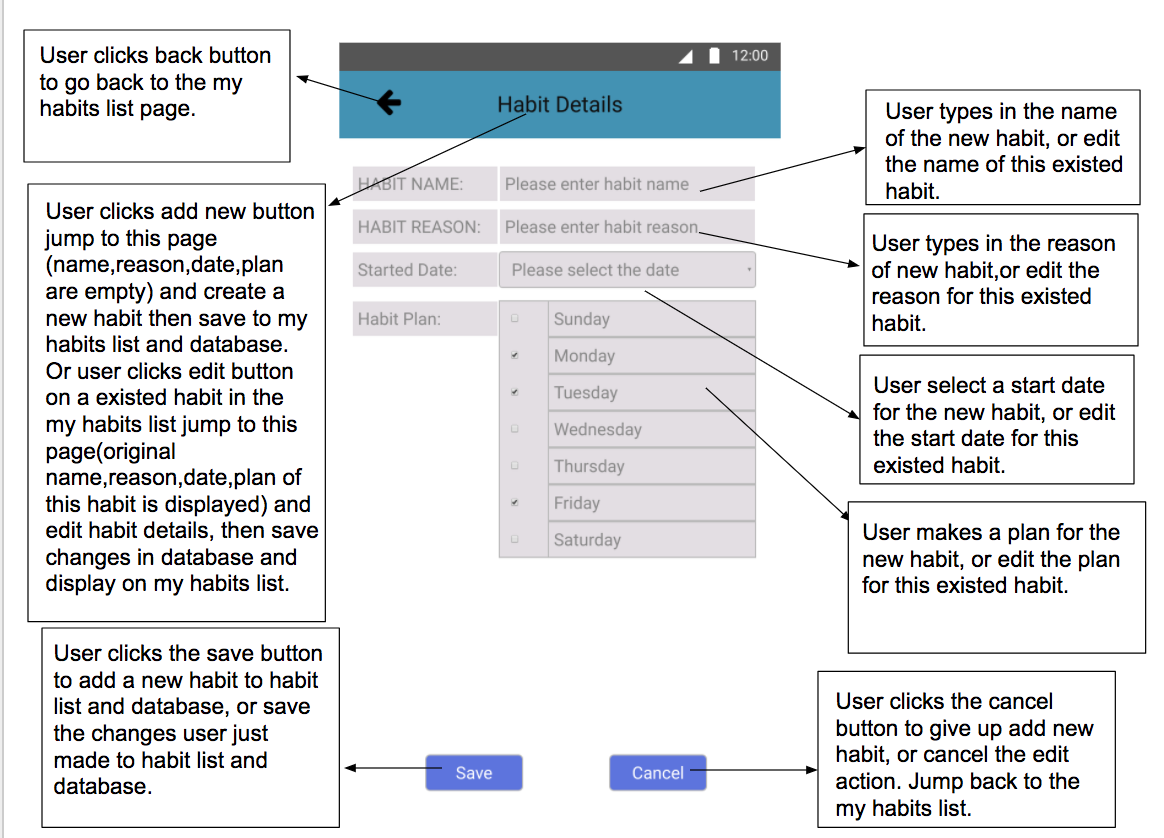 User clicks back button
to go back to the my
habits list page.
12:00
Habit Details
User types in the name
of the new habit, or edit
the name of this existed
habit.
HABIT NAME:
Please enter habit name
HABIT REASON:
Please enter habit reason
Started Date:
Please select the date
Habit Plan:
Sunday
Monday
Tuesday
Wednesday
Thursday
Friday
Saturday
User clicks add new button
jump to this page
(name,reason,date,plan
are empty) and create a
new habit then save to my
habits list and database.
Or user clicks edit button
on a existed habit in the
my habits list jump to this
page(original
name,reason,date,plan of
this habit is displayed) and
edit habit details, then save
changes in database and
display on my habits list.
User types in the reason
of new habit,or edit the
reason for this existed
habit.
User select a start date
for the new habit, or edit
the start date for this
existed habit.
User makes a plan for the
new habit, or edit the plan
for this existed habit.
User clicks the save button
to add a new habit to habit
list and database, or save
the changes user just
made to habit list and
database.
Save
Cancel
User clicks the cancel
button to give up add new
habit, or cancel the edit
action. Jump back to the
my habits list.